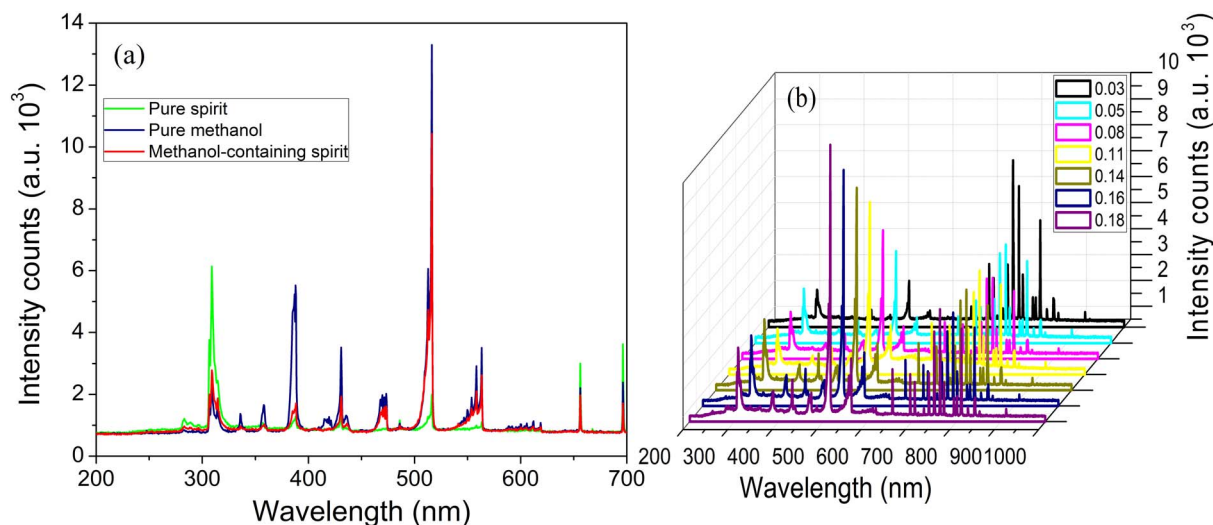 14
12
10
8
6
4
2
0
Intensity counts (a.u. 10³)
(a)
Pure spirit
Pure methanol
Methanol-containing spirit
200 300 400 500 600 700
Wavelength (nm)
(b)
0.03
0.05
0.08
0.11
0.14
0.16
0.18
10
9
8
7
6
5
4
3
2
1
Intensity counts (a.u. 10³)
200 300 400 500 600 700 800 900 1000
Wavelength (nm)